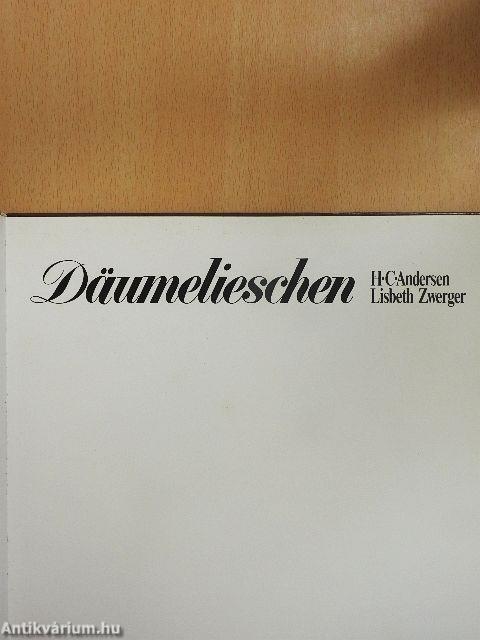 Däumelieschen
H·C·Andersen
Lisbeth Zwerger
Antikvárium.hu